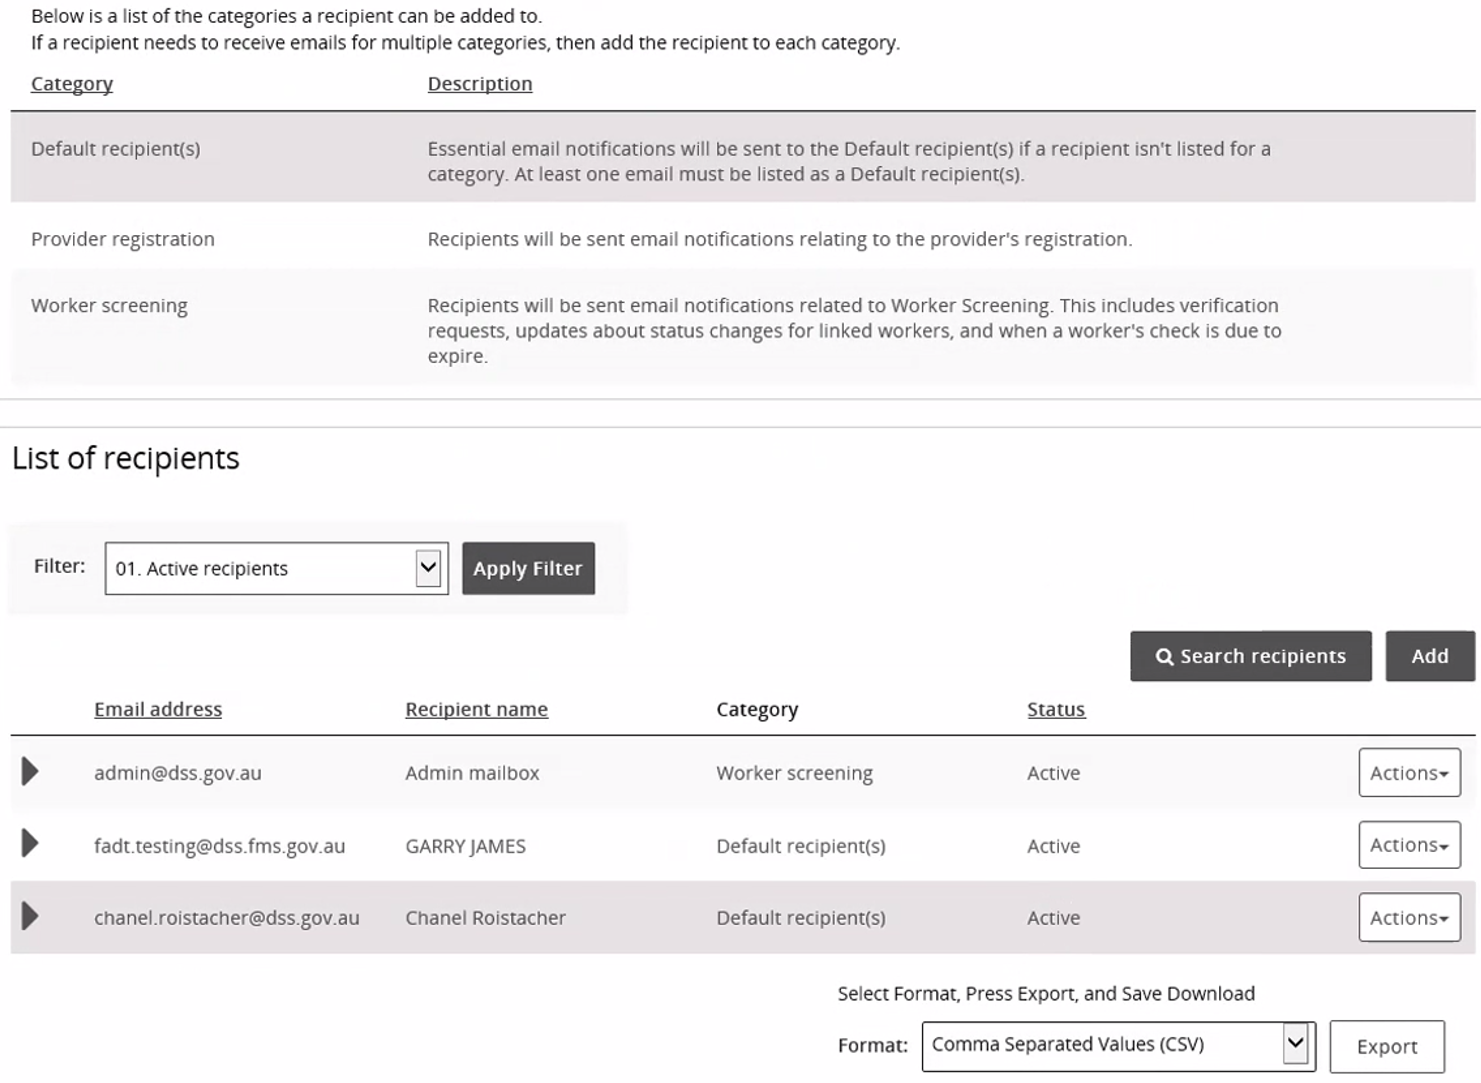 Below is a list of the categories a recipient can be added to.
If a recipient needs to receive emails for multiple categories, then add the recipient to each category.
Category Description
Default recipient(s) Essential email notifications will be sent to the Default recipient(s) if a recipient isn't listed for a
category. At least one email must be listed as a Default recipient(s).
Provider registration Recipients will be sent email notifications relating to the provider's registration.
Worker screening Recipients will be sent email notifications related to Worker Screening. This includes verification
requests, updates about status changes for linked workers, and when a worker's check is due to
expire.
List of recipients
Filter: 01. Active recipients Apply Filter
Search recipients Add
Email address Recipient name Category Status
admin@dss.gov.au Admin mailbox Worker screening Active Actions
fadt.testing@dss.fms.gov.au GARRY JAMES Default recipient(s) Active Actions
chanel.roistacher@dss.gov.au Chanel Roistacher Default recipient(s) Active Actions
Select Format, Press Export, and Save Download
Format: Comma Separated Values (CSV) Export